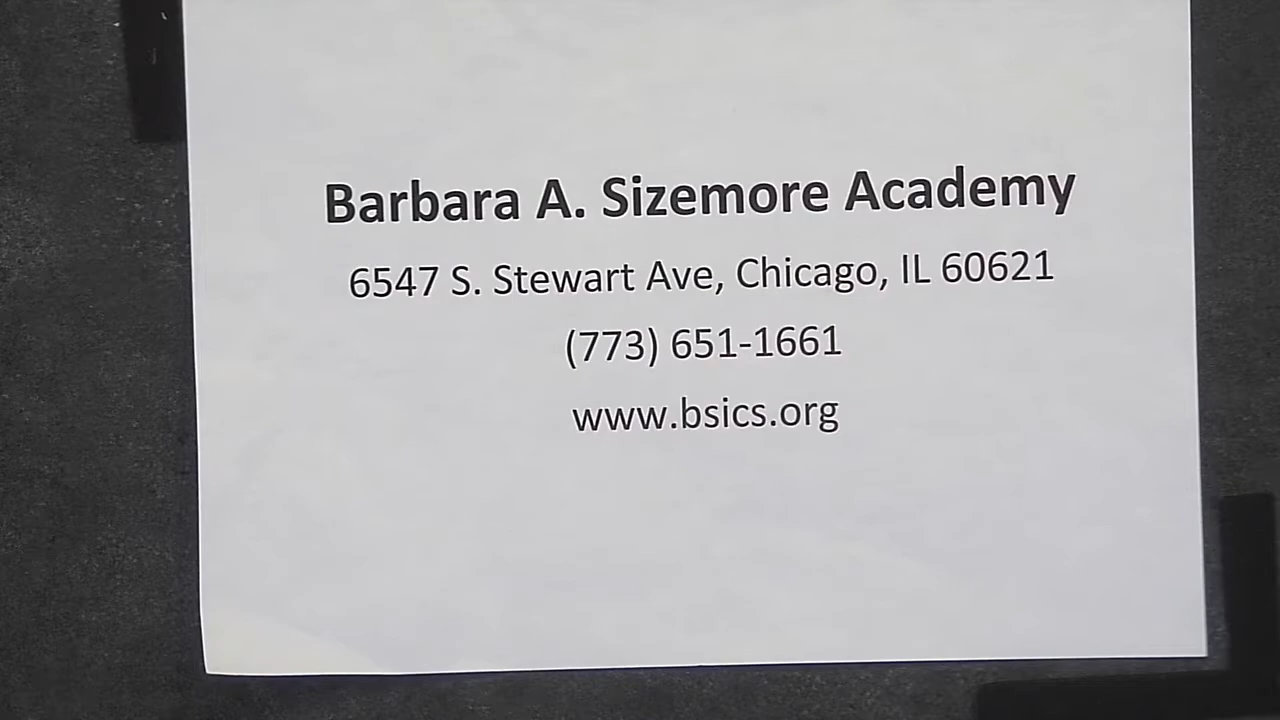 Barbara A. Sizemore Academy
6547 S. Stewart Ave, Chicago, IL 60621
(773) 651-1661
www.bsics.org